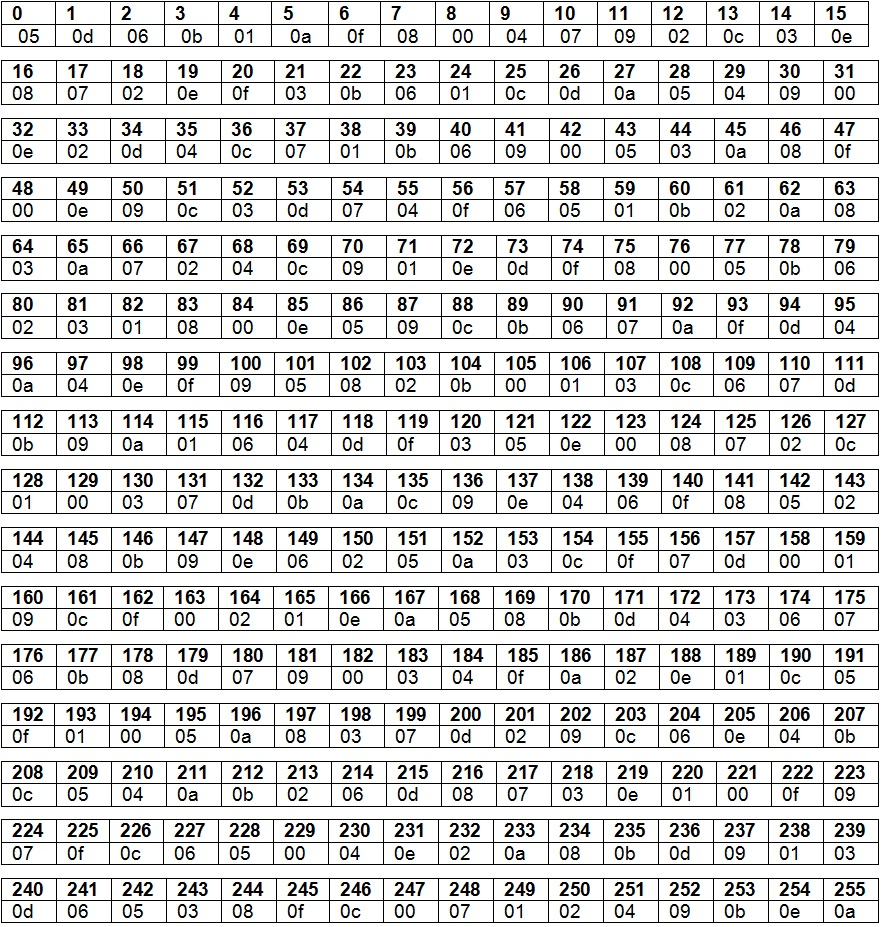 0 1 2 3 4 5 6 7 8 9 10 11 12 13 14 15
05 0d 06 0b 01 0a 0f 08 00 04 07 09 02 0c 03 0e
16 17 18 19 20 21 22 23 24 25 26 27 28 29 30 31
08 07 02 0e 0f 03 0b 06 01 0c 0d 0a 05 04 09 00
32 33 34 35 36 37 38 39 40 41 42 43 44 45 46 47
0e 02 0d 04 0c 07 01 0b 06 09 00 05 03 0a 08 0f
48 49 50 51 52 53 54 55 56 57 58 59 60 61 62 63
00 0e 09 0c 03 0d 07 04 0f 06 05 01 0b 02 0a 08
64 65 66 67 68 69 70 71 72 73 74 75 76 77 78 79
03 0a 07 02 04 0c 09 01 0e 0d 0f 08 00 05 0b 06
80 81 82 83 84 85 86 87 88 89 90 91 92 93 94 95
02 03 01 08 00 0e 05 09 0c 0b 06 07 0a 0f 0d 04
96 97 98 99 100 101 102 103 104 105 106 107 108 109 110 111
0a 04 0e 0f 09 05 08 02 0b 00 01 03 0c 06 07 0d
112 113 114 115 116 117 118 119 120 121 122 123 124 125 126 127
0b 09 0a 01 06 04 0d 0f 03 05 0e 00 08 07 02 0c
128 129 130 131 132 133 134 135 136 137 138 139 140 141 142 143
01 00 03 07 0d 0b 0a 0c 09 0e 04 06 0f 08 05 02
144 145 146 147 148 149 150 151 152 153 154 155 156 157 158 159
04 08 0b 09 0e 06 02 05 0a 03 0c 0f 07 0d 00 01
160 161 162 163 164 165 166 167 168 169 170 171 172 173 174 175
09 0c 0f 00 02 01 0e 0a 05 08 0b 0d 04 03 06 07
176 177 178 179 180 181 182 183 184 185 186 187 188 189 190 191
06 0b 08 0d 07 09 00 03 04 0f 0a 02 0e 01 0c 05
192 193 194 195 196 197 198 199 200 201 202 203 204 205 206 207
0f 01 00 05 0a 08 03 07 0d 02 09 0c 06 0e 04 0b
208 209 210 211 212 213 214 215 216 217 218 219 220 221 222 223
0c 05 04 0a 0b 02 06 0d 08 07 03 0e 01 00 0f 09
224 225 226 227 228 229 230 231 232 233 234 235 236 237 238 239
07 0f 0c 06 05 00 04 0e 02 0a 08 0b 0d 09 01 03
240 241 242 243 244 245 246 247 248 249 250 251 252 253 254 255
0d 06 05 03 08 0f 0c 00 07 01 02 04 09 0b 0e 0a